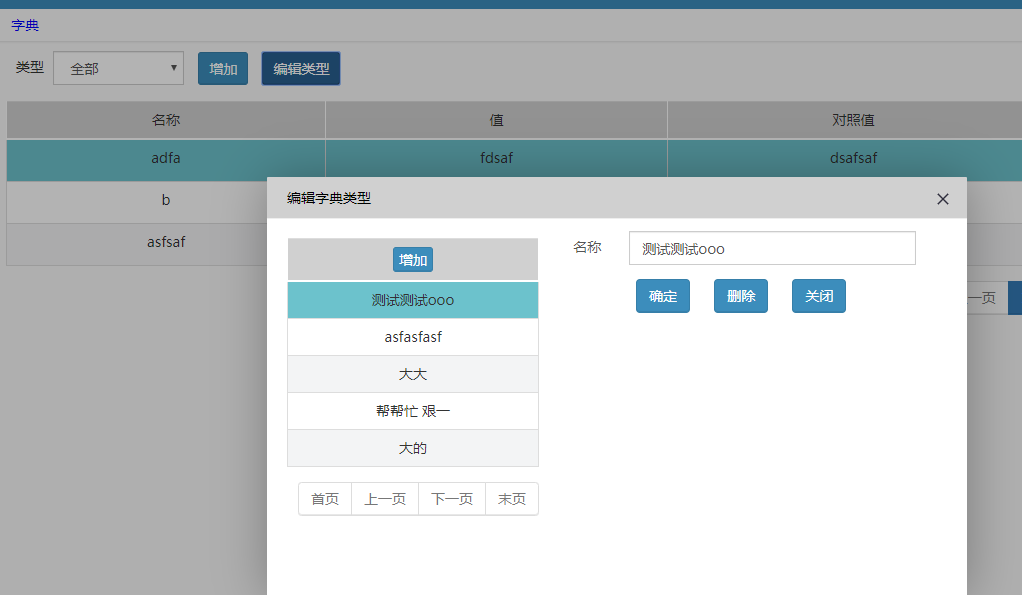 字典
类型 全部 增加 编辑类型
名称 值 对照值
adfa fdsaf dsafsaf
b
asfsaf
一页
编辑字典类型
增加
测试测试ooo
asfasfasf
大大
帮帮忙 艰一
大的
首页 上一页 下一页 末页
名称 测试测试ooo
确定 删除 关闭